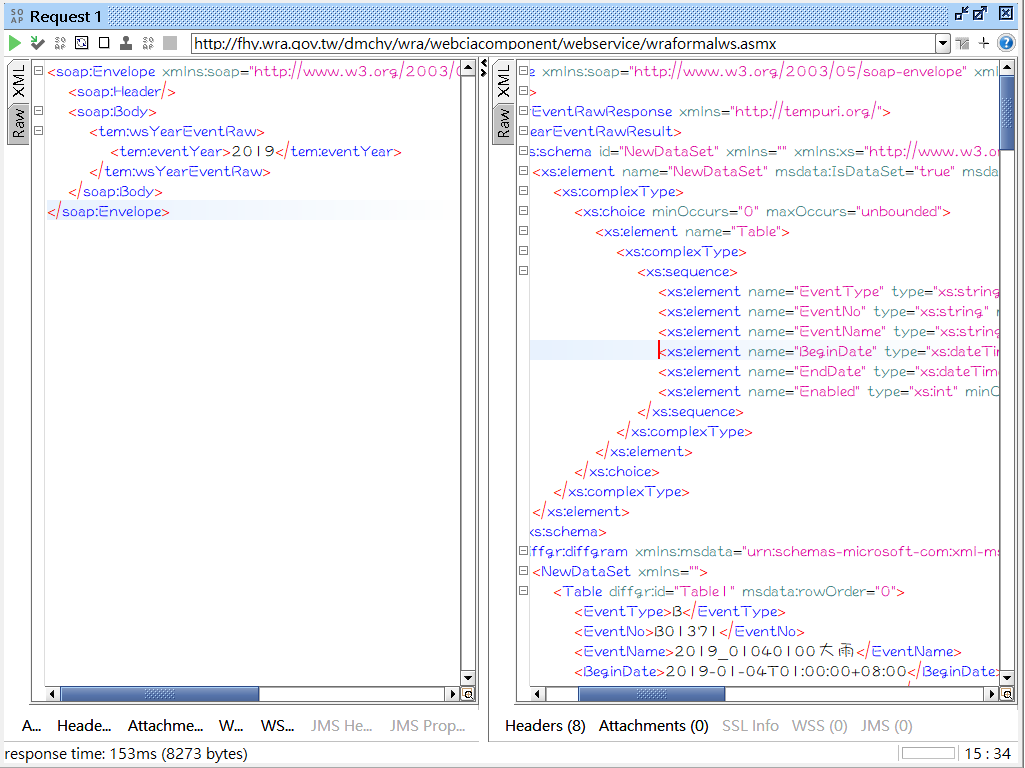 SO AP Request 1
http://fhy.wra.gov.tw/dmchy/wra/webciacomponent/webservice/wraformalws.asmx
XML
Raw
<soap:Envelope xmlns:soap="http://www.w3.org/2003/
<soap:Header/>
<soap:Body>
<tem:wsYearEventRaw>
<tem:eventYear>2019</tem:eventYear>
</tem:wsYearEventRaw>
</soap:Body>
</soap:Envelope>
XML
Raw
e xmlns:soap="http://www.w3.org/2003/05/soap-envelope" xml
>
EventRawResponse xmlns="http://tempuri.org/">
earEventRawResult>
s:schema id="NewDataSet" xmlns="" xmlns:xs="http://www.w3.o
<xs:element name="NewDataSet" msdata:IsDataSet="true" msda
<xs:complexType>
<xs:choice minOccurs="0" maxOccurs="unbounded">
<xs:element name="Table">
<xs:complexType>
<xs:sequence>
<xs:element name="EventType" type="xs:string
<xs:element name="EventNo" type="xs:string"
<xs:element name="EventName" type="xs:string
<xs:element name="BeginDate" type="xs:dateTi
<xs:element name="EndDate" type="xs:dateTim
<xs:element name="Enabled" type="xs:int" minO
</xs:sequence>
</xs:complexType>
</xs:element>
</xs:choice>
</xs:complexType>
</xs:element>
xs:schema>
iffgr:diffgram xmlns:msdata="urn:schemas-microsoft-com:xml-ms
<NewDataSet xmlns="">
<Table diffgr:id="Table1" msdata:rowOrder="0">
<EventType>B</EventType>
<EventNo>B01371</EventNo>
<EventName>2019_01040100大雨</EventName>
<BeginDate>2019-01-04T01:00:00+08:00</BeginDate>
A... Heade... Attachme... W... WS... JMS He... JMS Prop...
Headers (8) Attachments (0) SSL Info WSS (0) JMS (0)
response time: 153ms (8273 bytes)
15 : 34